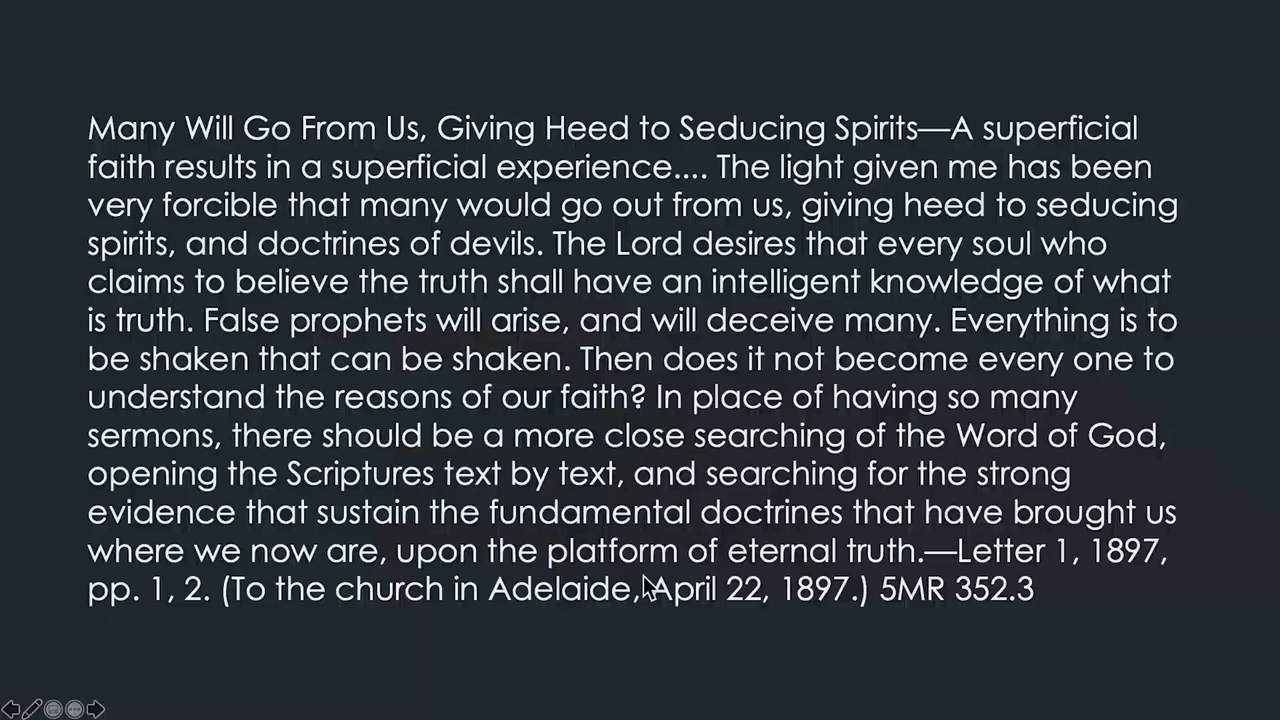 Many Will Go From Us, Giving Heed to Seducing Spirits—A superficial
faith results in a superficial experience.... The light given me has been
very forcible that many would go out from us, giving heed to seducing
spirits, and doctrines of devils. The Lord desires that every soul who
claims to believe the truth shall have an intelligent knowledge of what
is truth. False prophets will arise, and will deceive many. Everything is to
be shaken that can be shaken. Then does it not become every one to
understand the reasons of our faith? In place of having so many
sermons, there should be a more close searching of the Word of God,
opening the Scriptures text by text, and searching for the strong
evidence that sustain the fundamental doctrines that have brought us
where we now are, upon the platform of eternal truth.—Letter 1, 1897,
pp. 1, 2. (To the church in Adelaide, April 22, 1897.) 5MR 352.3